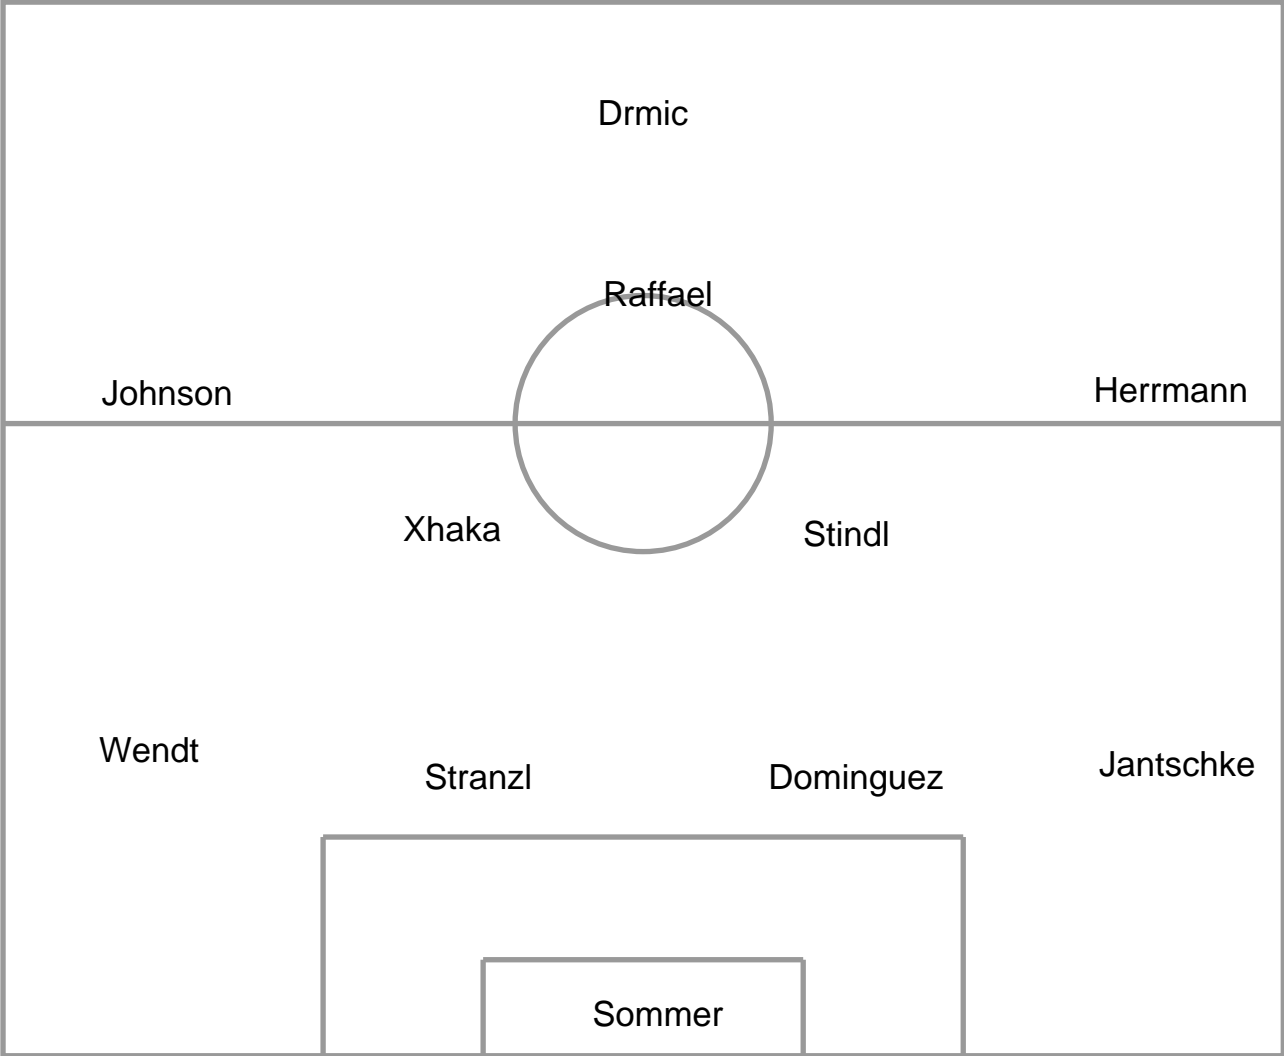 Drmic
Raffael
Johnson
Herrmann
Xhaka
Stindl
Wendt
Stranzl
Dominguez
Jantschke
Sommer